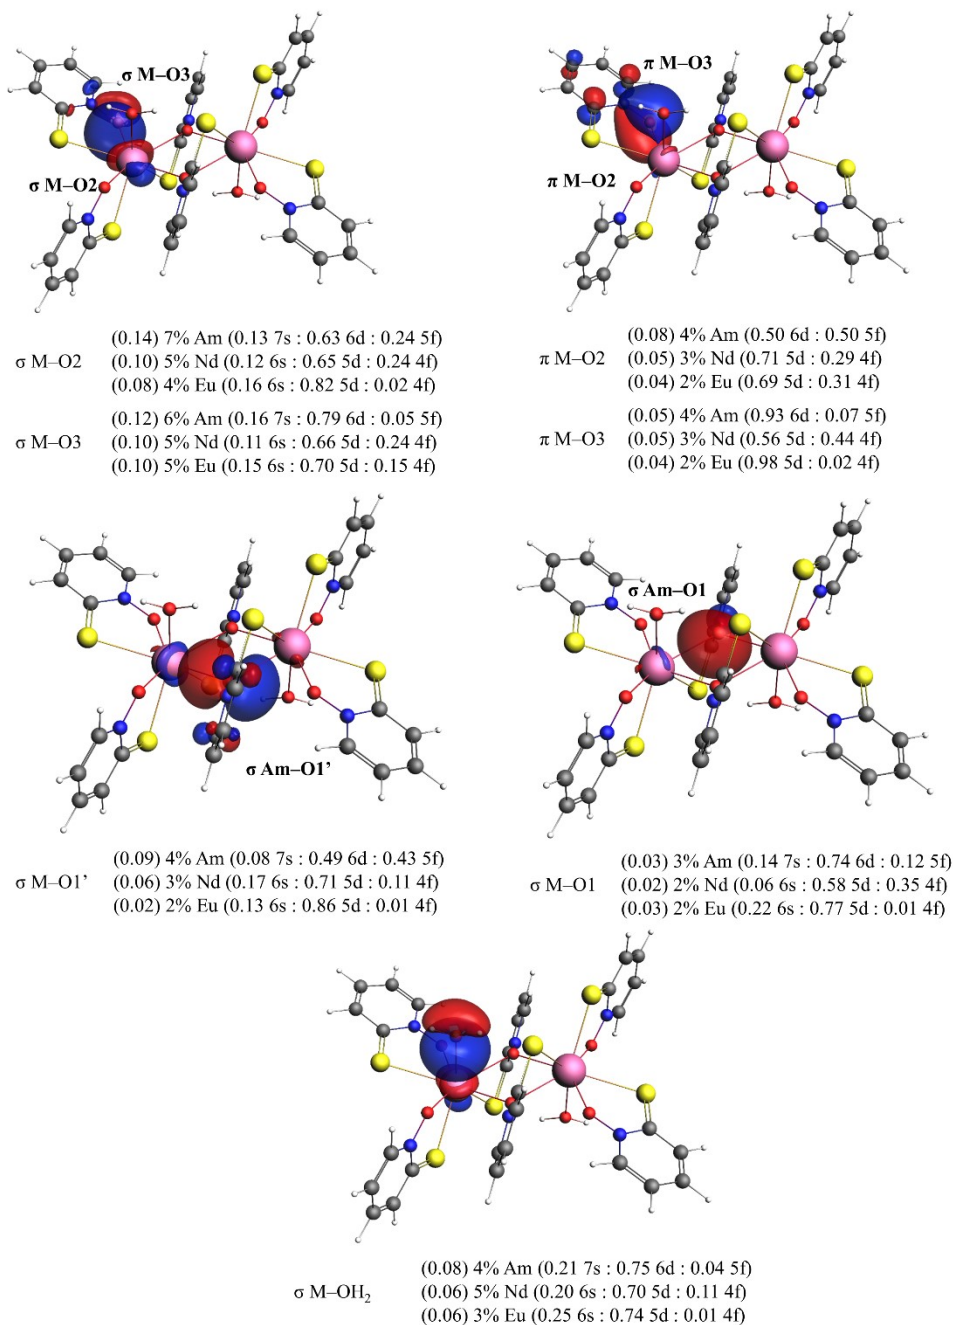 σ M–O3
σ M–O2
π M–O3
π M–O2
σ M–O2
(0.14) 7% Am (0.13 7s : 0.63 6d : 0.24 5f)
(0.10) 5% Nd (0.12 6s : 0.65 5d : 0.24 4f)
(0.08) 4% Eu (0.16 6s : 0.82 5d : 0.02 4f)
σ M–O3
(0.12) 6% Am (0.16 7s : 0.79 6d : 0.05 5f)
(0.10) 5% Nd (0.11 6s : 0.66 5d : 0.24 4f)
(0.10) 5% Eu (0.15 6s : 0.70 5d : 0.15 4f)
π M–O2
(0.08) 4% Am (0.50 6d : 0.50 5f)
(0.05) 3% Nd (0.71 5d : 0.29 4f)
(0.04) 2% Eu (0.69 5d : 0.31 4f)
π M–O3
(0.05) 4% Am (0.93 6d : 0.07 5f)
(0.05) 3% Nd (0.56 5d : 0.44 4f)
(0.04) 2% Eu (0.98 5d : 0.02 4f)
σ Am–O1’
σ Am–O1
σ M–O1’
(0.09) 4% Am (0.08 7s : 0.49 6d : 0.43 5f)
(0.06) 3% Nd (0.17 6s : 0.71 5d : 0.11 4f)
(0.02) 2% Eu (0.13 6s : 0.86 5d : 0.01 4f)
σ M–O1
(0.03) 3% Am (0.14 7s : 0.74 6d : 0.12 5f)
(0.02) 2% Nd (0.06 6s : 0.58 5d : 0.35 4f)
(0.03) 2% Eu (0.22 6s : 0.77 5d : 0.01 4f)
σ M–OH₂
(0.08) 4% Am (0.21 7s : 0.75 6d : 0.04 5f)
(0.06) 5% Nd (0.20 6s : 0.70 5d : 0.11 4f)
(0.06) 3% Eu (0.25 6s : 0.74 5d : 0.01 4f)